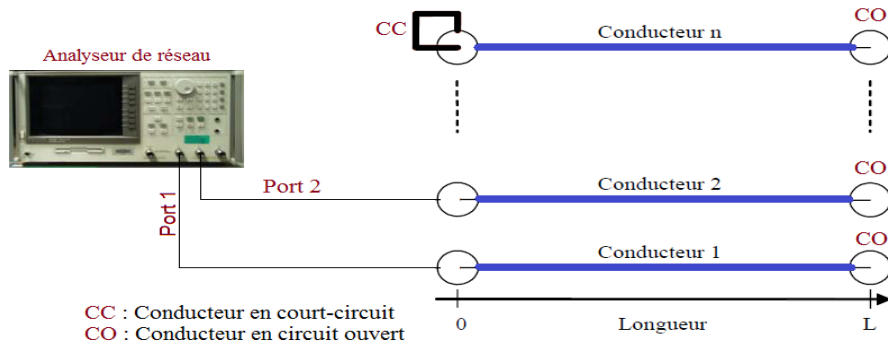 CC
Conducteur n
CO
Analyseur de réseau
Port 1
Port 2
Conducteur 2
CO
Conducteur 1
CO
CC : Conducteur en court-circuit
CO : Conducteur en circuit ouvert
0
Longueur
L